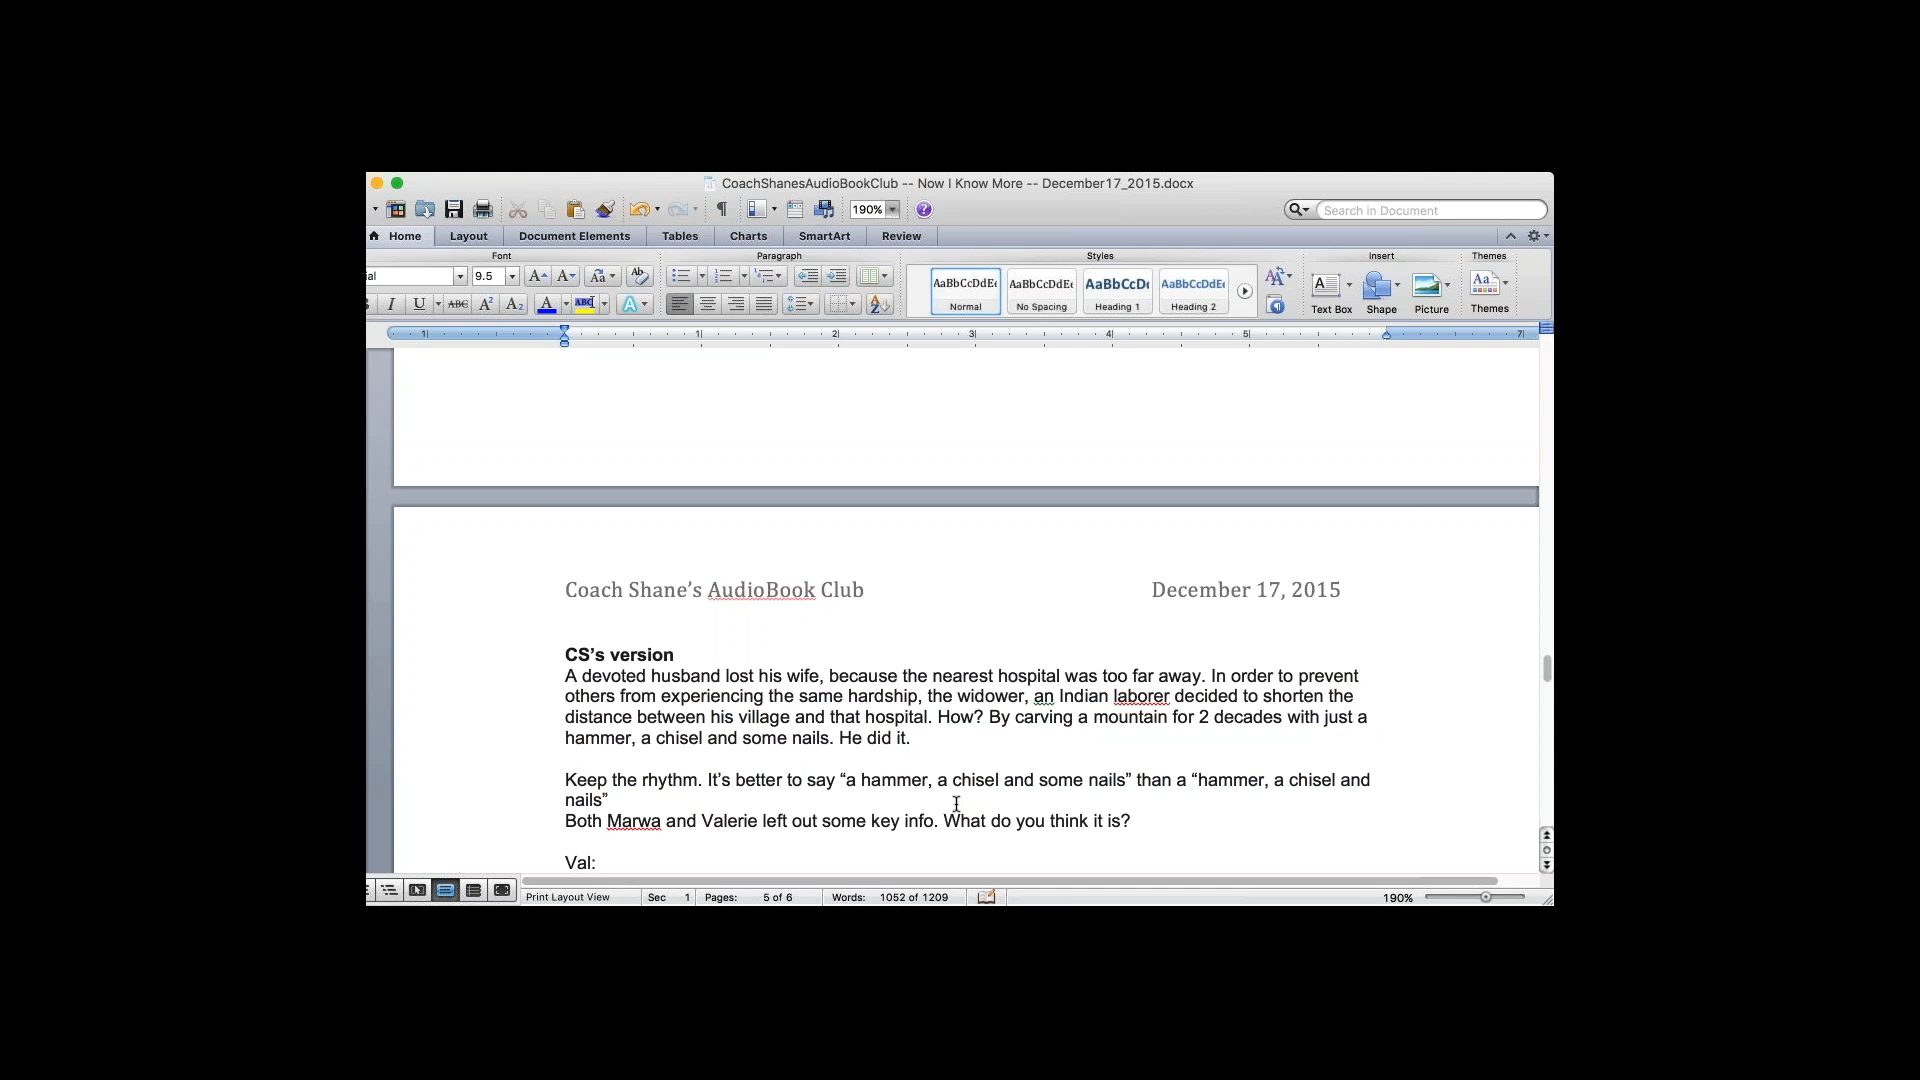 CoachShanesAudioBookClub -- Now I Know More -- December17_2015.docx
190%
Search in Document
Home Layout Document Elements Tables Charts SmartArt Review
Font Paragraph Styles Insert Themes
9.5
AaBbCcDdEe AaBbCcDdEe AaBbCcDd AaBbCcDdEe
Normal No Spacing Heading 1 Heading 2
Text Box Shape Picture Themes
1 1 2 3 4 5 7
Coach Shane’s AudioBook Club December 17, 2015
CS’s version
A devoted husband lost his wife, because the nearest hospital was too far away. In order to prevent
others from experiencing the same hardship, the widower, an Indian laborer decided to shorten the
distance between his village and that hospital. How? By carving a mountain for 2 decades with just a
hammer, a chisel and some nails. He did it.
Keep the rhythm. It’s better to say “a hammer, a chisel and some nails” than a “hammer, a chisel and
nails”
Both Marwa and Valerie left out some key info. What do you think it is?
Val:
Print Layout View Sec 1 Pages: 5 of 6 Words: 1052 of 1209 190%